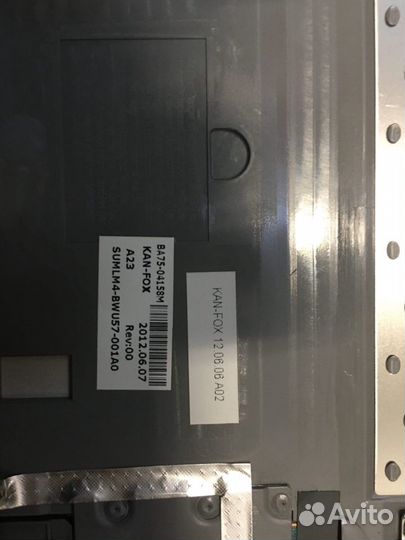 BA75-04158M
KAN-FOX 2012.06.07
A23 Rev:00
SUMLM4-BWU57-001A0
KAN-FOX 12 06 06 A02
Avito